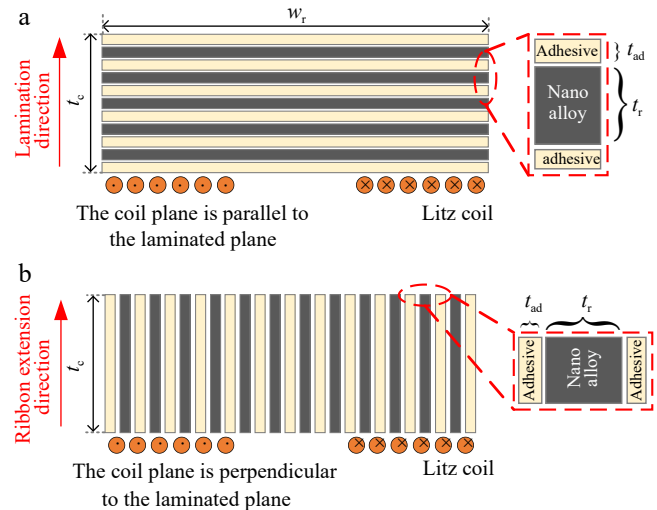 a
w_r
Lamination
direction
t_c
Adhesive
t_ad
Nano
alloy
t_r
adhesive
The coil plane is parallel to
the laminated plane
Litz coil
b
Ribbon extension
direction
t_c
t_ad
t_r
Adhesive
Nano
alloy
Adhesive
The coil plane is perpendicular
to the laminated plane
Litz coil